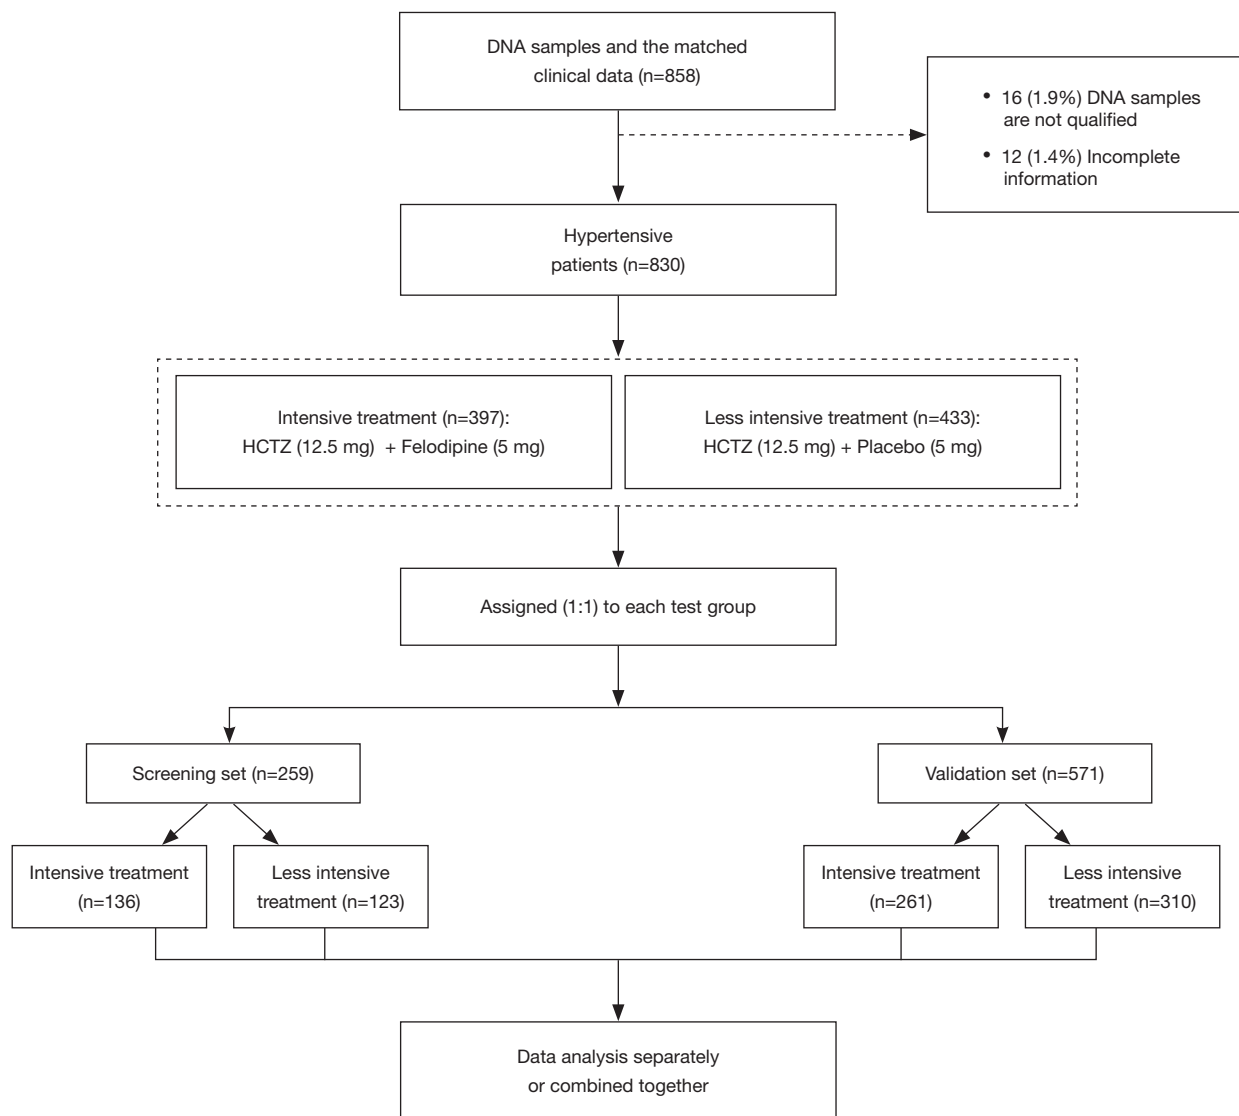 DNA samples and the matched
clinical data (n=858)
• 16 (1.9%) DNA samples
are not qualified
• 12 (1.4%) Incomplete
information
Hypertensive
patients (n=830)
Intensive treatment (n=397):
HCTZ (12.5 mg)  + Felodipine (5 mg)
Less intensive treatment (n=433):
HCTZ (12.5 mg) + Placebo (5 mg)
Assigned (1:1) to each test group
Screening set (n=259)
Validation set (n=571)
Intensive treatment
(n=136)
Less intensive
treatment (n=123)
Intensive treatment
(n=261)
Less intensive
treatment (n=310)
Data analysis separately
or combined together